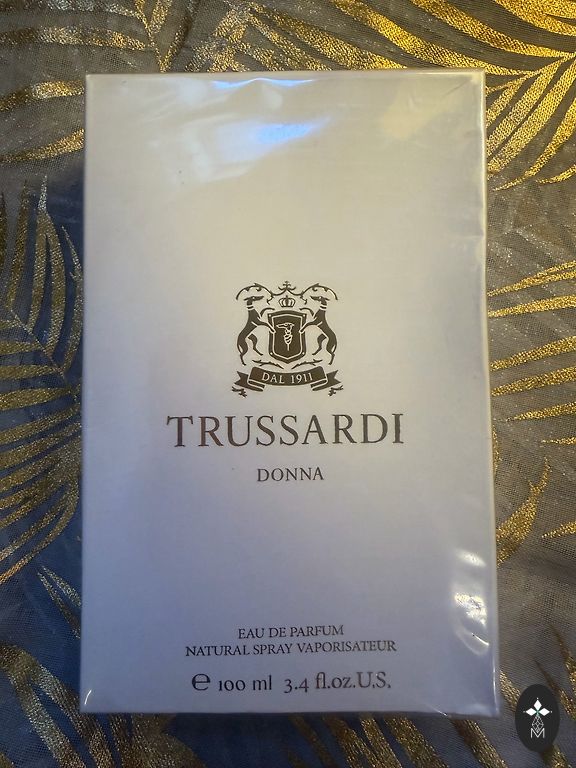 DAL 1911
TRUSSARDI
DONNA
EAU DE PARFUM
NATURAL SPRAY VAPORISATEUR
℮ 100 ml 3.4 fl.oz.U.S.
M